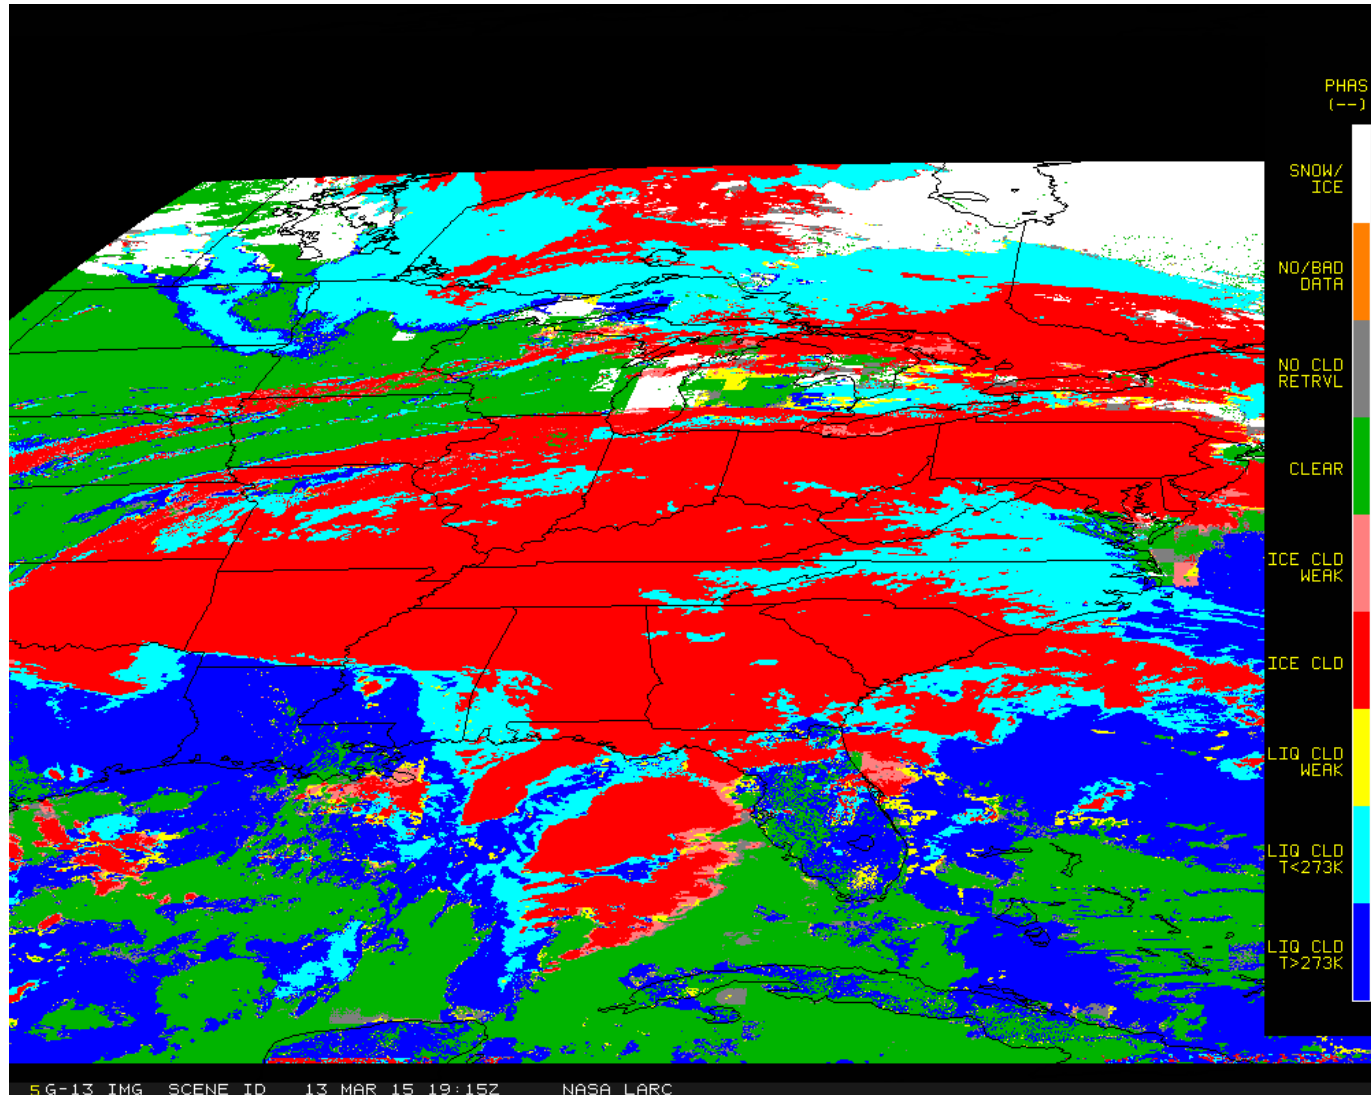 PHAS
(--)
SNOW/
ICE
NO/BAD
DATA
NO CLD
RETRVL
CLEAR
ICE CLD
WEAK
ICE CLD
LIQ CLD
WEAK
LIQ CLD
T<273K
LIQ CLD
T>273K
5 G-13 IMG SCENE ID 13 MAR 15 19:15Z NASA LARC